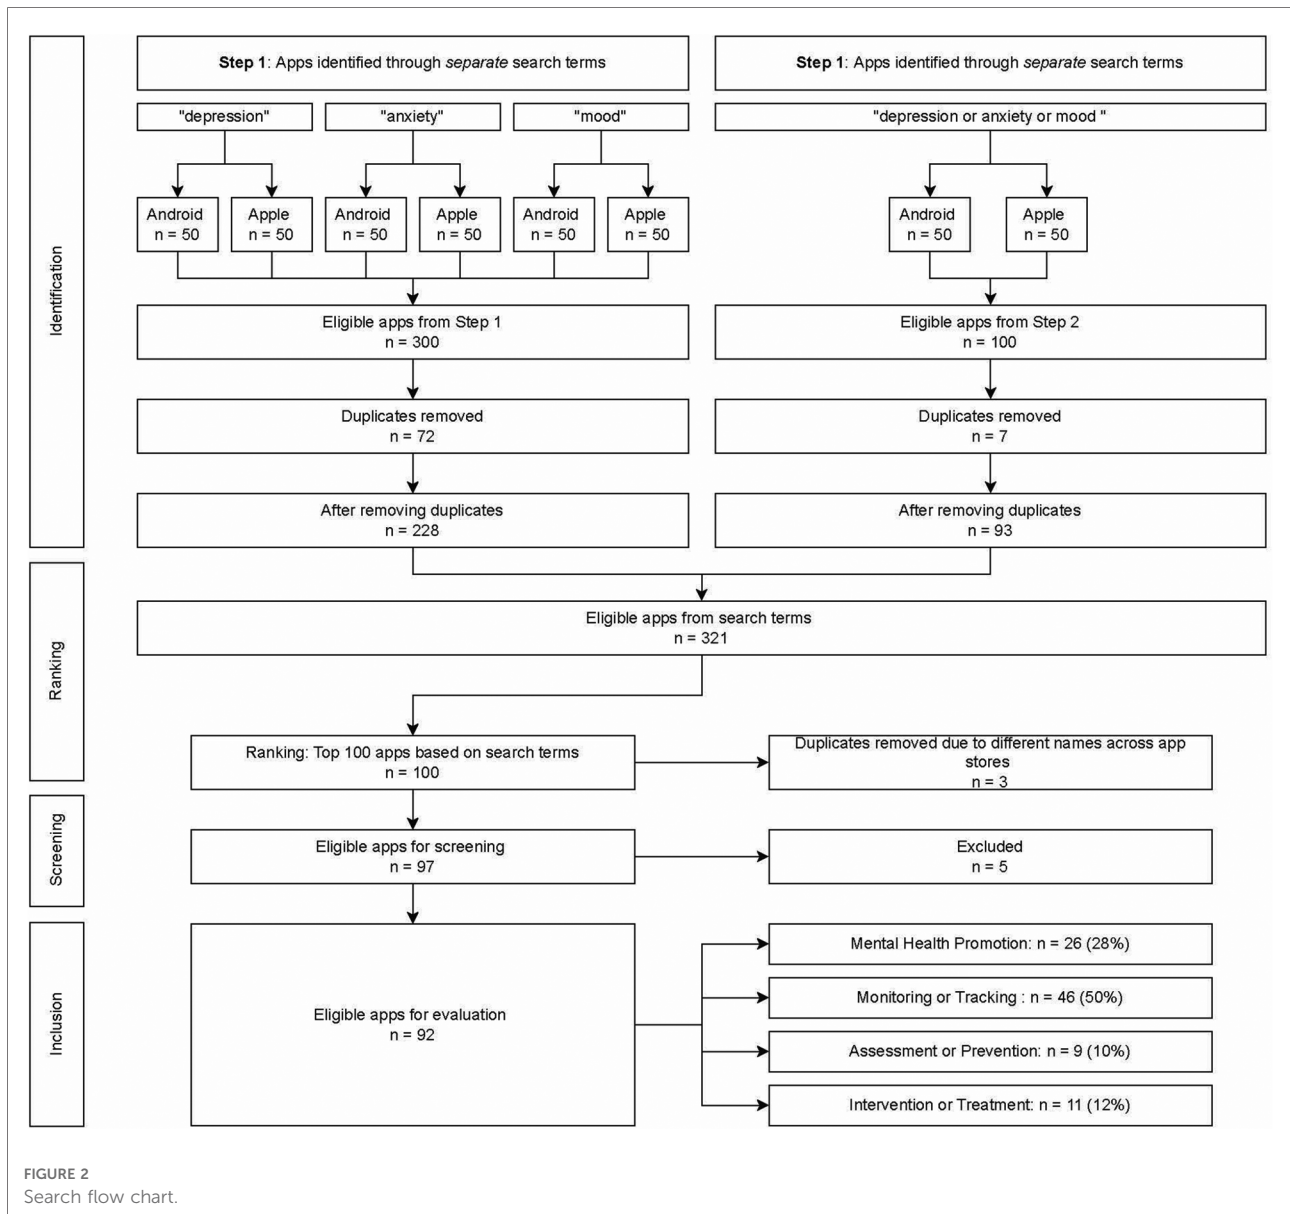 Identification
Step 1: Apps identified through separate search terms
Step 1: Apps identified through separate search terms
"depression"
"anxiety"
"mood"
"depression or anxiety or mood "
Android
n = 50
Apple
n = 50
Android
n = 50
Apple
n = 50
Android
n = 50
Apple
n = 50
Android
n = 50
Apple
n = 50
Eligible apps from Step 1
n = 300
Eligible apps from Step 2
n = 100
Duplicates removed
n = 72
Duplicates removed
n = 7
After removing duplicates
n = 228
After removing duplicates
n = 93
Ranking
Eligible apps from search terms
n = 321
Ranking: Top 100 apps based on search terms
n = 100
Duplicates removed due to different names across app
stores
n = 3
Screening
Eligible apps for screening
n = 97
Excluded
n = 5
Inclusion
Eligible apps for evaluation
n = 92
Mental Health Promotion: n = 26 (28%)
Monitoring or Tracking : n = 46 (50%)
Assessment or Prevention: n = 9 (10%)
Intervention or Treatment: n = 11 (12%)
FIGURE 2
Search flow chart.